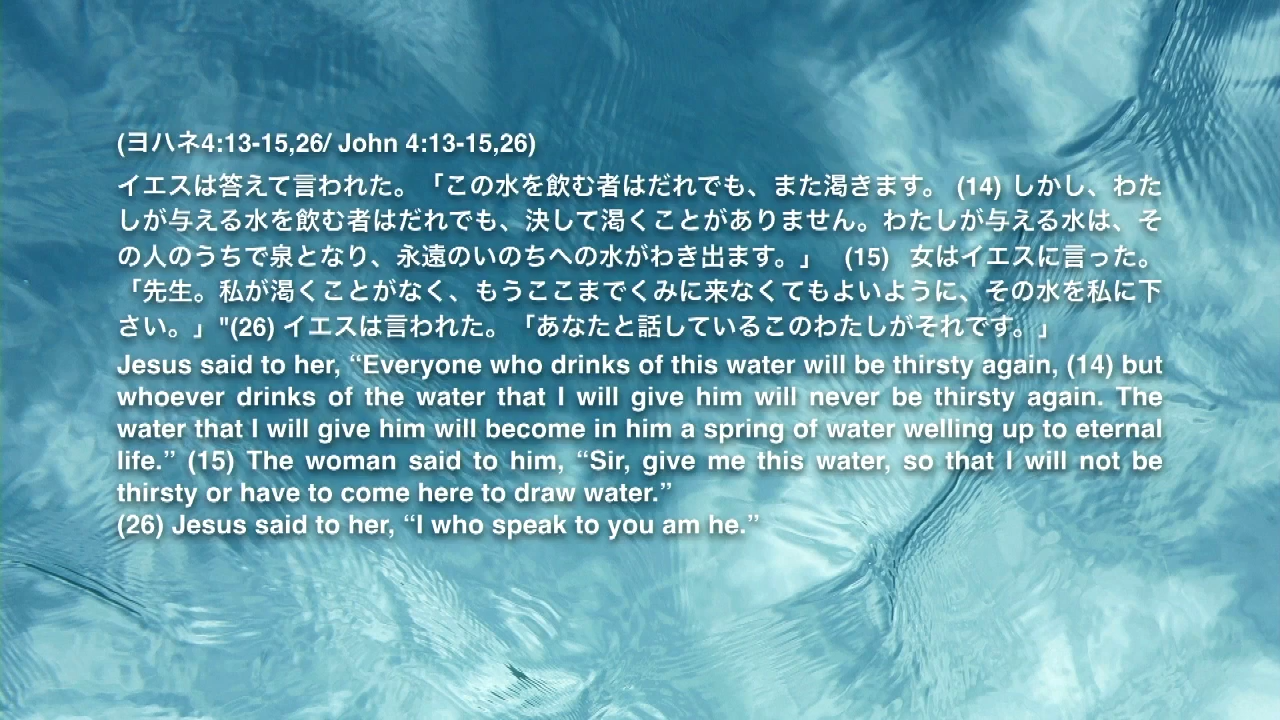 (ヨハネ4:13-15,26/ John 4:13-15,26)
イエスは答えて言われた。「この水を飲む者はだれでも、また渇きます。 (14) しかし、わた
しが与える水を飲む者はだれでも、決して渇くことがありません。わたしが与える水は、そ
の人のうちで泉となり、永遠のいのちへの水がわき出ます。」 (15) 女はイエスに言った。
「先生。私が渇くことがなく、もうここまでくみに来なくてもよいように、その水を私に下
さい。」"(26) イエスは言われた。「あなたと話しているこのわたしがそれです。」
Jesus said to her, “Everyone who drinks of this water will be thirsty again, (14) but
whoever drinks of the water that I will give him will never be thirsty again. The
water that I will give him will become in him a spring of water welling up to eternal
life.” (15) The woman said to him, “Sir, give me this water, so that I will not be
thirsty or have to come here to draw water.”
(26) Jesus said to her, “I who speak to you am he.”